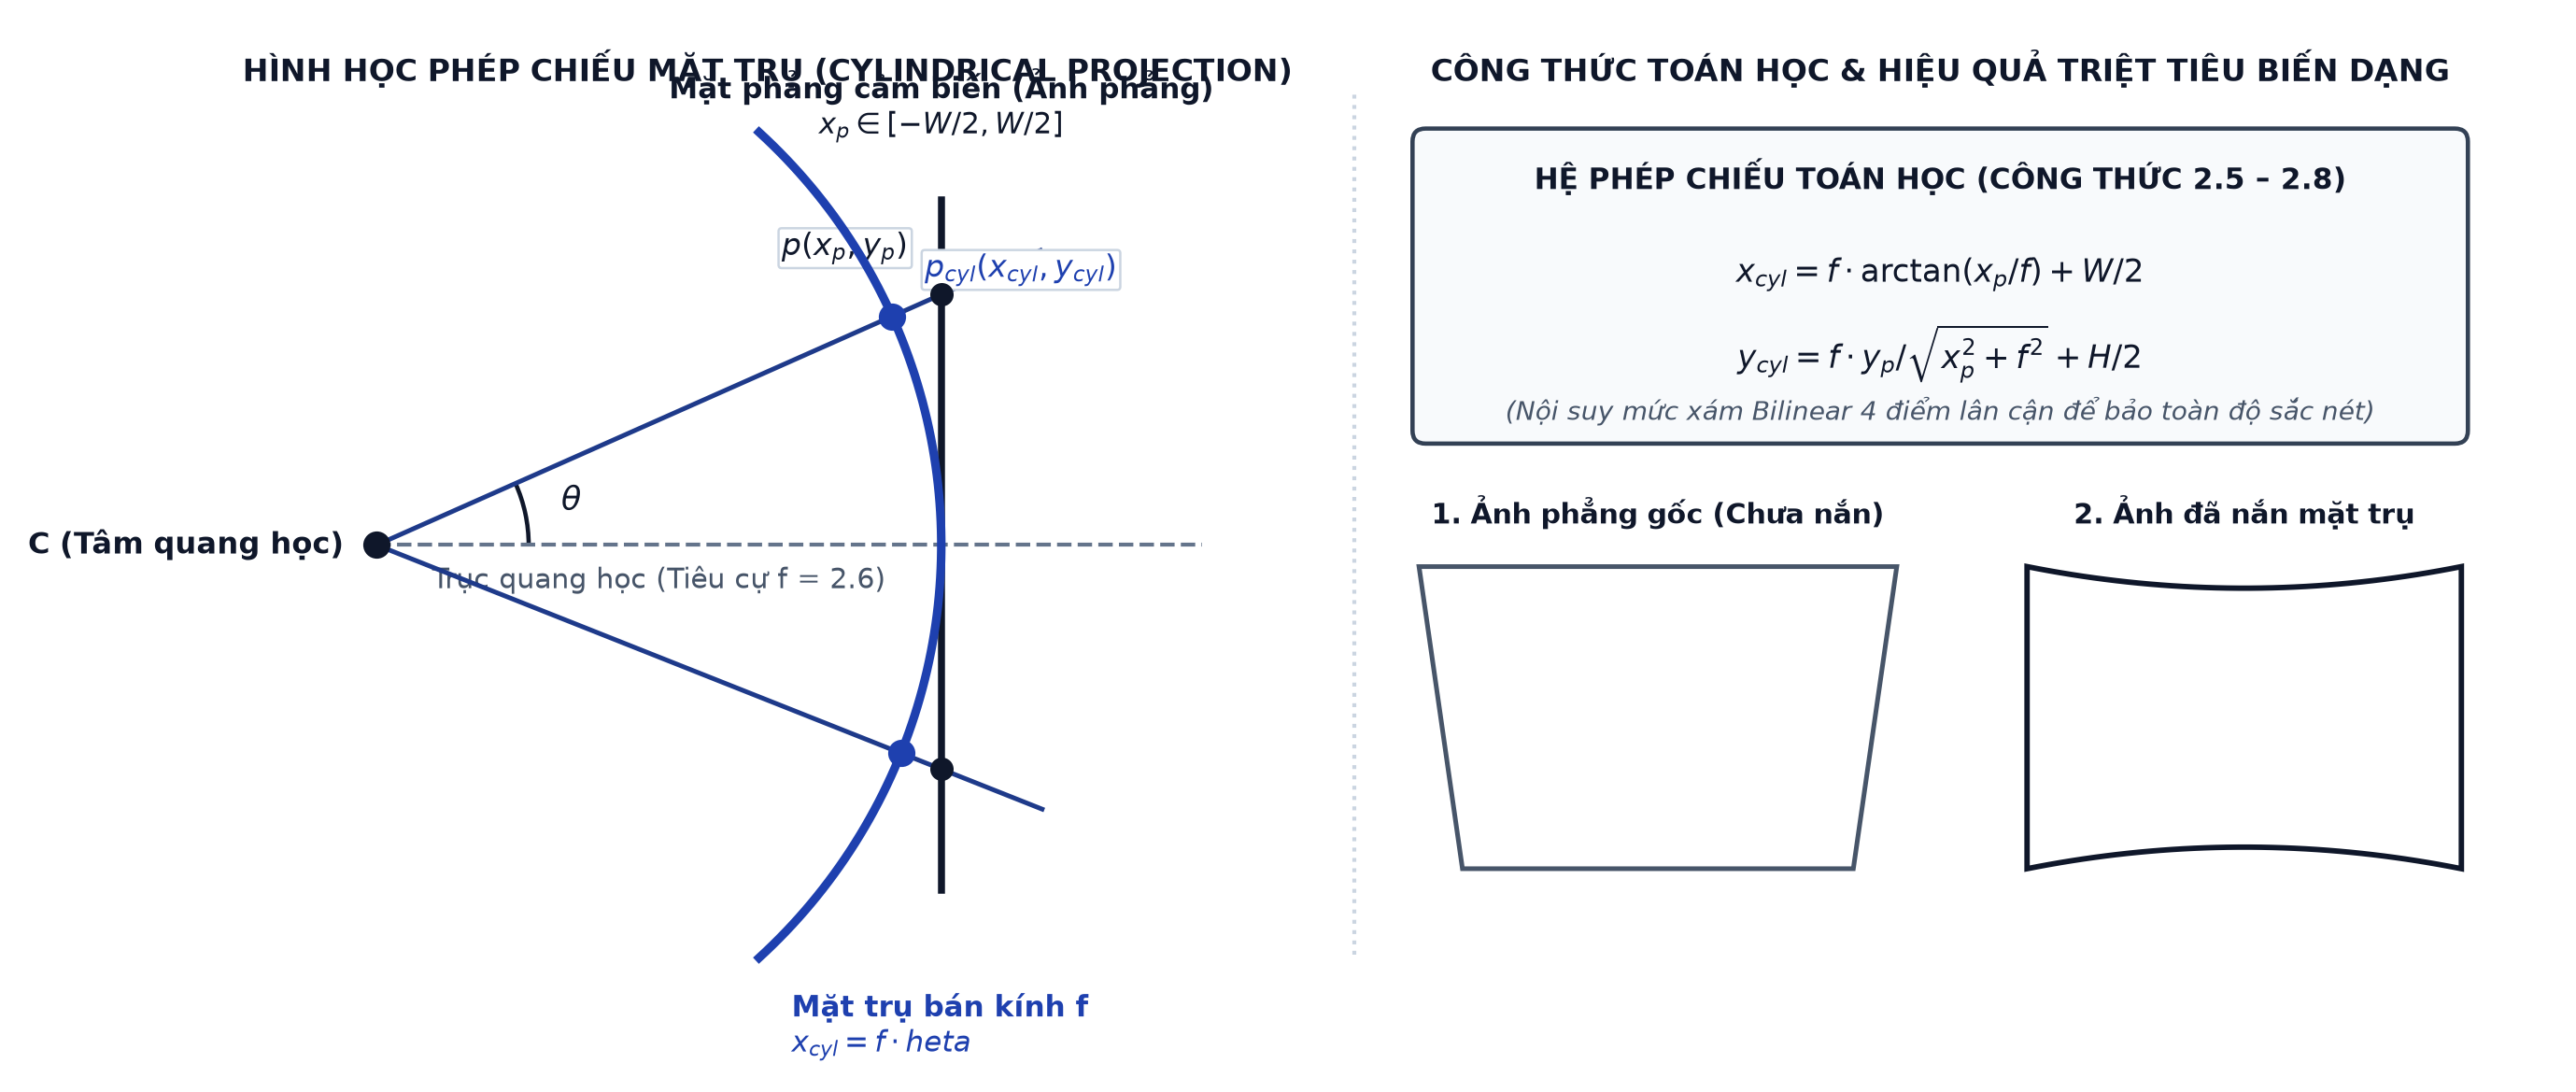 HÌNH HỌC PHÉP CHIẾU MẶT TRỤ (CYLINDRICAL PROJECTION)
Mặt phẳng cảm biến (Ảnh phẳng)
x_p ∈ [−W/2, W/2]
p(x_p, y_p)
p_cyl(x_cyl, y_cyl)
θ
C (Tâm quang học)
Trục quang học (Tiêu cự f = 2.6)
Mặt trụ bán kính f
x_cyl = f · heta
CÔNG THỨC TOÁN HỌC & HIỆU QUẢ TRIỆT TIÊU BIẾN DẠNG
HỆ PHÉP CHIẾU TOÁN HỌC (CÔNG THỨC 2.5 – 2.8)
x_cyl = f · arctan(x_p/f) + W/2
y_cyl = f · y_p/√(x_p² + f²) + H/2
(Nội suy mức xám Bilinear 4 điểm lân cận để bảo toàn độ sắc nét)
1. Ảnh phẳng gốc (Chưa nắn)
2. Ảnh đã nắn mặt trụ